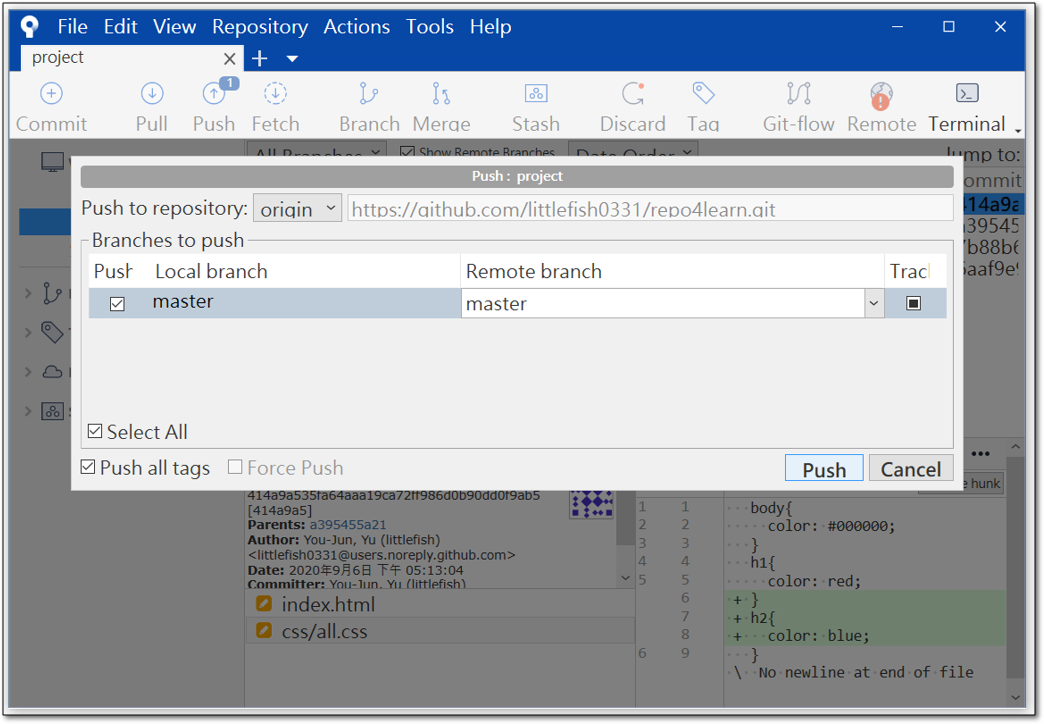 File Edit View Repository Actions Tools Help
project
1
Commit Pull Push Fetch Branch Merge Stash Discard Tag Git-flow Remote Terminal
All Branches Show Remote Branches Date Order Jump to:
Push : project
Push to repository: origin https://github.com/littlefish0331/repo4learn.git
Branches to push
Push Local branch Remote branch
master master
Select All
Push all tags Force Push Push Cancel
hunk
414a9a535fa64aaa19ca72ff986d0b90dd0f9ab5
[414a9a5]
Parents: a395455a21
Author: You-Jun, Yu (littlefish)
<littlefish0331@users.noreply.github.com>
Date: 2020年9月6日 下午 05:13:04
Committer: You-Jun, Yu (littlefish)
index.html
css/all.css
1 1 body{
2 2 color: #000000;
3 3 }
4 4 h1{
5 5 color: red;
6 + }
7 + h2{
8 + color: blue;
6 9 }
\ No newline at end of file